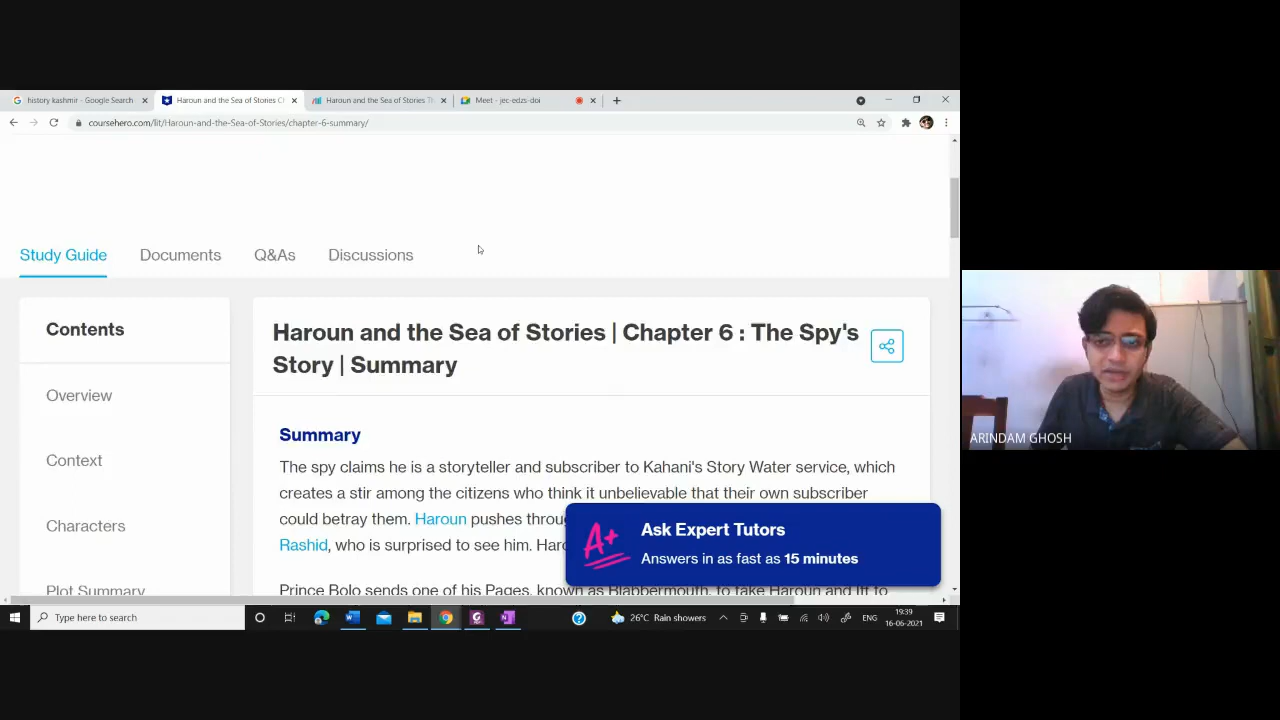 history kashmir - Google Search
Haroun and the Sea of Stories C
Haroun and the Sea of Stories T
Meet - jec-edzs-doi
coursehero.com/lit/Haroun-and-the-Sea-of-Stories/chapter-6-summary/
Study Guide Documents Q&As Discussions
Contents
Overview
Context
Characters
Plot Summary
Haroun and the Sea of Stories | Chapter 6 : The Spy's
Story | Summary
Summary
The spy claims he is a storyteller and subscriber to Kahani's Story Water service, which
creates a stir among the citizens who think it unbelievable that their own subscriber
could betray them. Haroun pushes throu
Rashid, who is surprised to see him. Har
Prince Bolo sends one of his Pages, known as Blabbermouth, to take Haroun and Iff to
A+
Ask Expert Tutors
Answers in as fast as 15 minutes
ARINDAM GHOSH
Type here to search
26°C Rain showers
ENG
19:39
16-06-2021